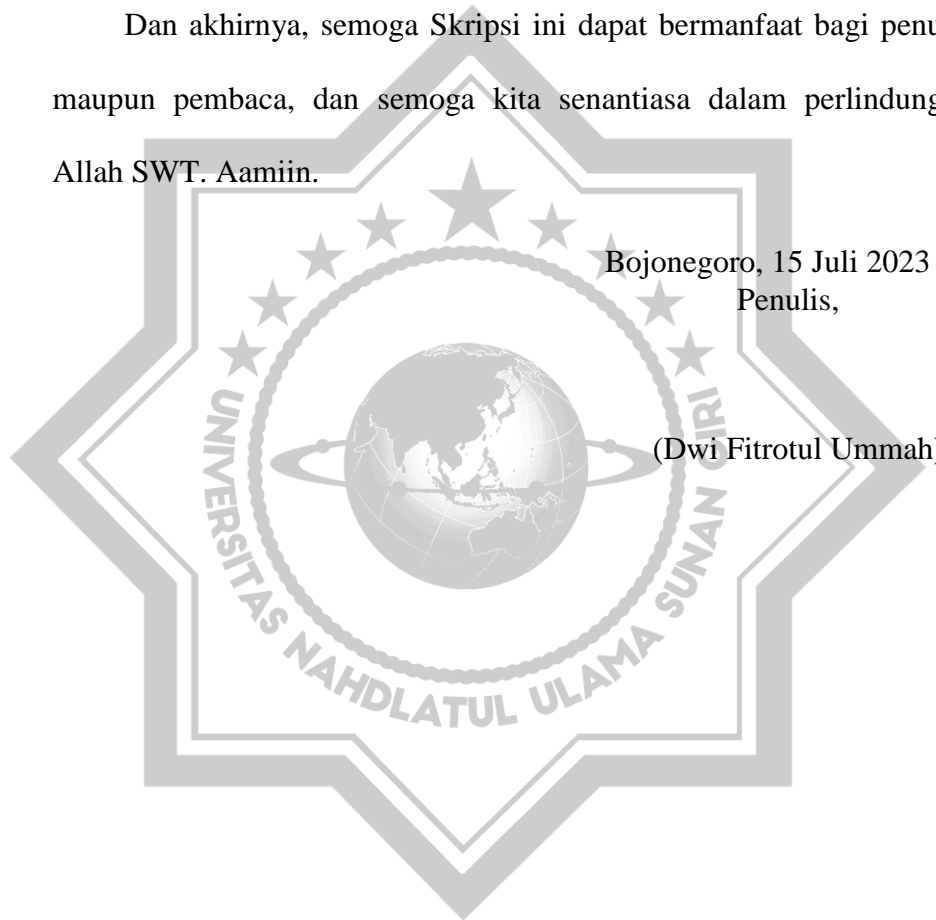 Dan akhirnya, semoga Skripsi ini dapat bermanfaat bagi penu
maupun pembaca, dan semoga kita senantiasa dalam perlindung
Allah SWT. Aamiin.
Bojonegoro, 15 Juli 2023
Penulis,
(Dwi Fitrotul Ummah)
UNIVERSITAS NAHDLATUL ULAMA SUNAN GIRI